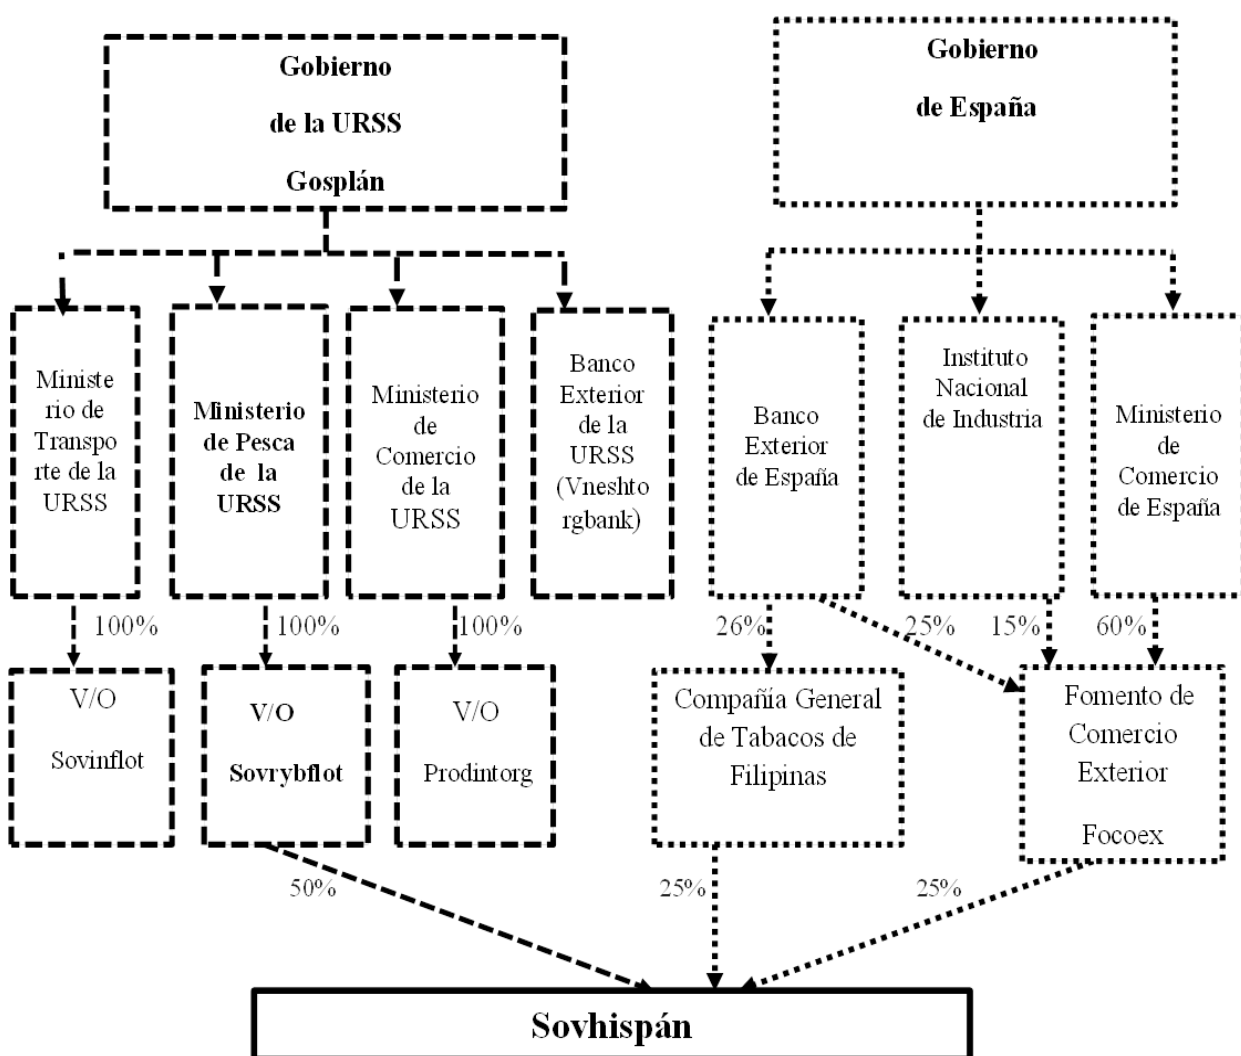 Gobierno
de la URSS
Gosplán
Gobierno
de España
Ministe
rio de
Transpo
rte de la
URSS
Ministerio
de Pesca
de la
URSS
Ministerio
de
Comercio
de la
URSS
Banco
Exterior
de la
URSS
(Vneshto
rgbank)
Banco
Exterior
de España
Instituto
Nacional
de Industria
Ministerio
de
Comercio
de España
100%
100%
100%
26%
25%
15%
60%
V/O
Sovinflot
V/O
Sovrybflot
V/O
Prodintorg
Compañía General
de Tabacos de
Filipinas
Fomento de
Comercio
Exterior
Focoex
50%
25%
25%
Sovhispán